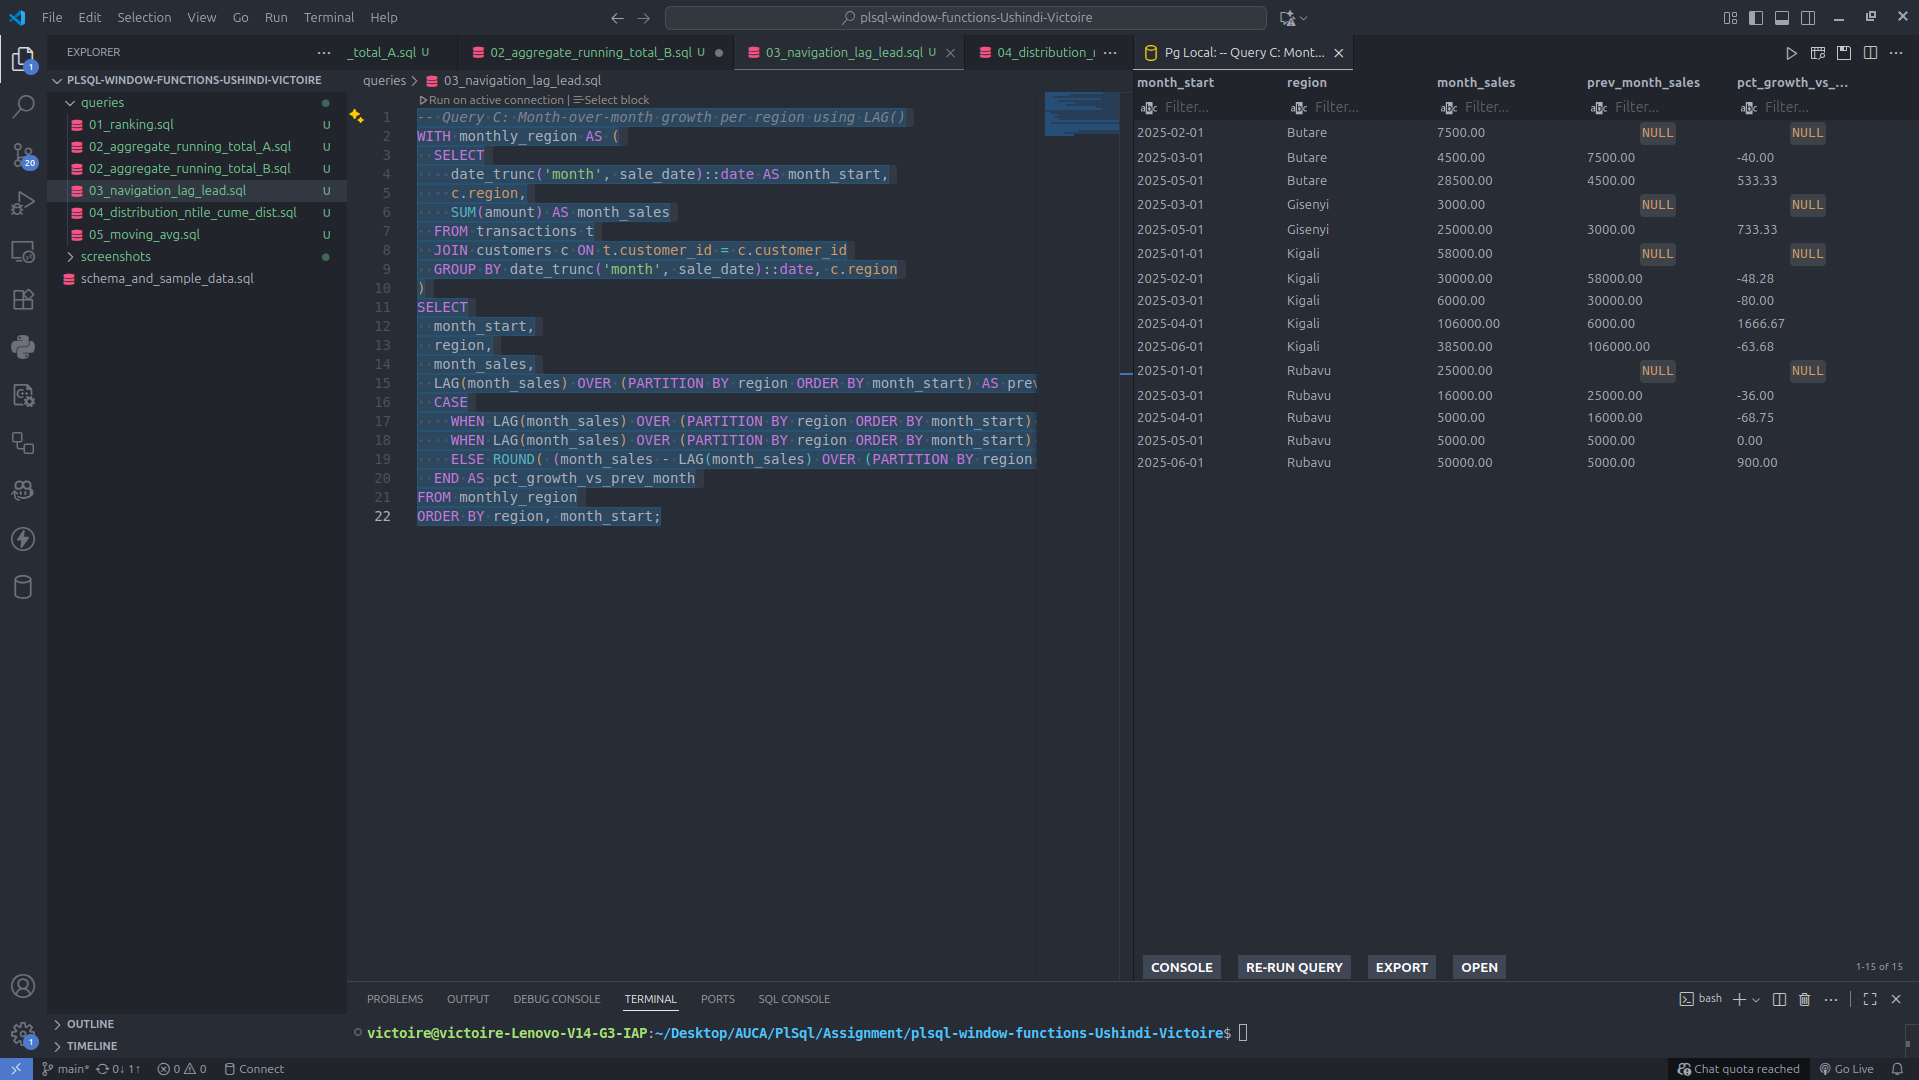 File Edit Selection View Go Run Terminal Help
plsql-window-functions-Ushindi-Victoire
EXPLORER
PLSQL-WINDOW-FUNCTIONS-USHINDI-VICTOIRE
queries
01_ranking.sql U
02_aggregate_running_total_A.sql U
02_aggregate_running_total_B.sql U
03_navigation_lag_lead.sql U
04_distribution_ntile_cume_dist.sql U
05_moving_avg.sql U
screenshots
schema_and_sample_data.sql
OUTLINE
TIMELINE
1
20
1
_total_A.sql U
02_aggregate_running_total_B.sql U
03_navigation_lag_lead.sql U
04_distribution_
queries > 03_navigation_lag_lead.sql
Run on active connection | Select block
1 -- Query C: Month-over-month growth per region using LAG()
2 WITH monthly_region AS (
3 SELECT
4 date_trunc('month', sale_date)::date AS month_start,
5 c.region,
6 SUM(amount) AS month_sales
7 FROM transactions t
8 JOIN customers c ON t.customer_id = c.customer_id
9 GROUP BY date_trunc('month', sale_date)::date, c.region
10 )
11 SELECT
12 month_start,
13 region,
14 month_sales,
15 LAG(month_sales) OVER (PARTITION BY region ORDER BY month_start) AS prev
16 CASE
17 WHEN LAG(month_sales) OVER (PARTITION BY region ORDER BY month_start)
18 WHEN LAG(month_sales) OVER (PARTITION BY region ORDER BY month_start)
19 ELSE ROUND( (month_sales - LAG(month_sales) OVER (PARTITION BY region
20 END AS pct_growth_vs_prev_month
21 FROM monthly_region
22 ORDER BY region, month_start;
Pg Local: -- Query C: Mont...
month_start region month_sales prev_month_sales pct_growth_vs_...
Filter... Filter... Filter... Filter... Filter...
2025-02-01 Butare 7500.00 NULL NULL
2025-03-01 Butare 4500.00 7500.00 -40.00
2025-05-01 Butare 28500.00 4500.00 533.33
2025-03-01 Gisenyi 3000.00 NULL NULL
2025-05-01 Gisenyi 25000.00 3000.00 733.33
2025-01-01 Kigali 58000.00 NULL NULL
2025-02-01 Kigali 30000.00 58000.00 -48.28
2025-03-01 Kigali 6000.00 30000.00 -80.00
2025-04-01 Kigali 106000.00 6000.00 1666.67
2025-06-01 Kigali 38500.00 106000.00 -63.68
2025-01-01 Rubavu 25000.00 NULL NULL
2025-03-01 Rubavu 16000.00 25000.00 -36.00
2025-04-01 Rubavu 5000.00 16000.00 -68.75
2025-05-01 Rubavu 5000.00 5000.00 0.00
2025-06-01 Rubavu 50000.00 5000.00 900.00
CONSOLE RE-RUN QUERY EXPORT OPEN
1-15 of 15
PROBLEMS OUTPUT DEBUG CONSOLE TERMINAL PORTS SQL CONSOLE
bash
victoire@victoire-Lenovo-V14-G3-IAP:~/Desktop/AUCA/PlSql/Assignment/plsql-window-functions-Ushindi-Victoire$
main* 0↓ 1↑ 0 0 Connect
Chat quota reached Go Live